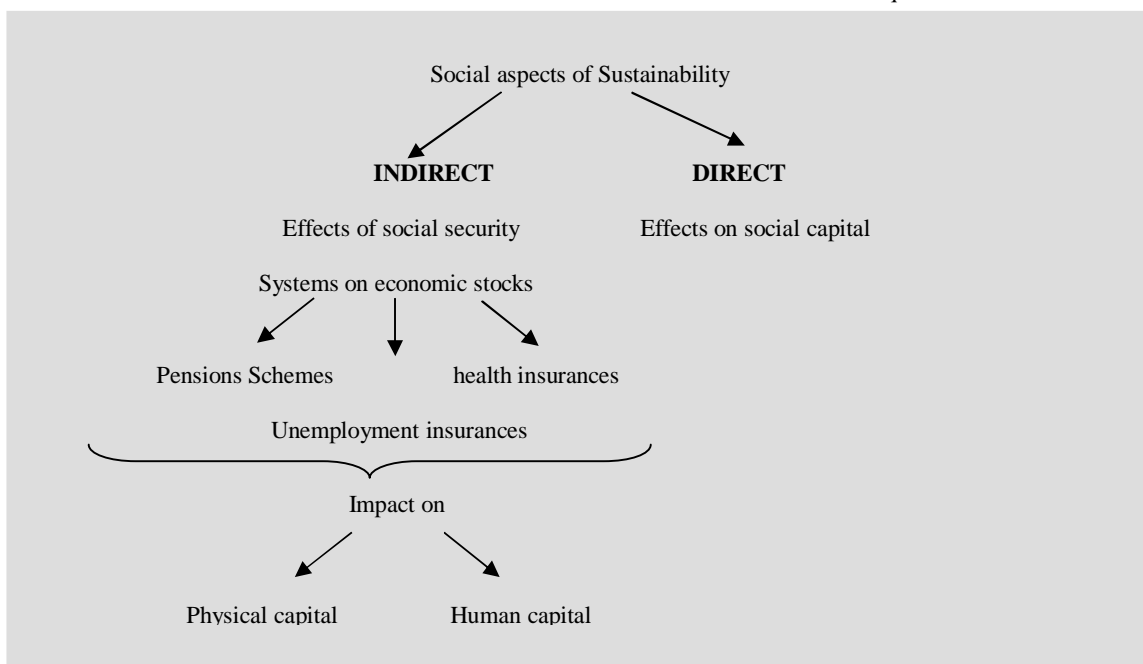 Social aspects of Sustainability
INDIRECT DIRECT
Effects of social security Effects on social capital
Systems on economic stocks
Pensions Schemes health insurances
Unemployment insurances
Impact on
Physical capital Human capital